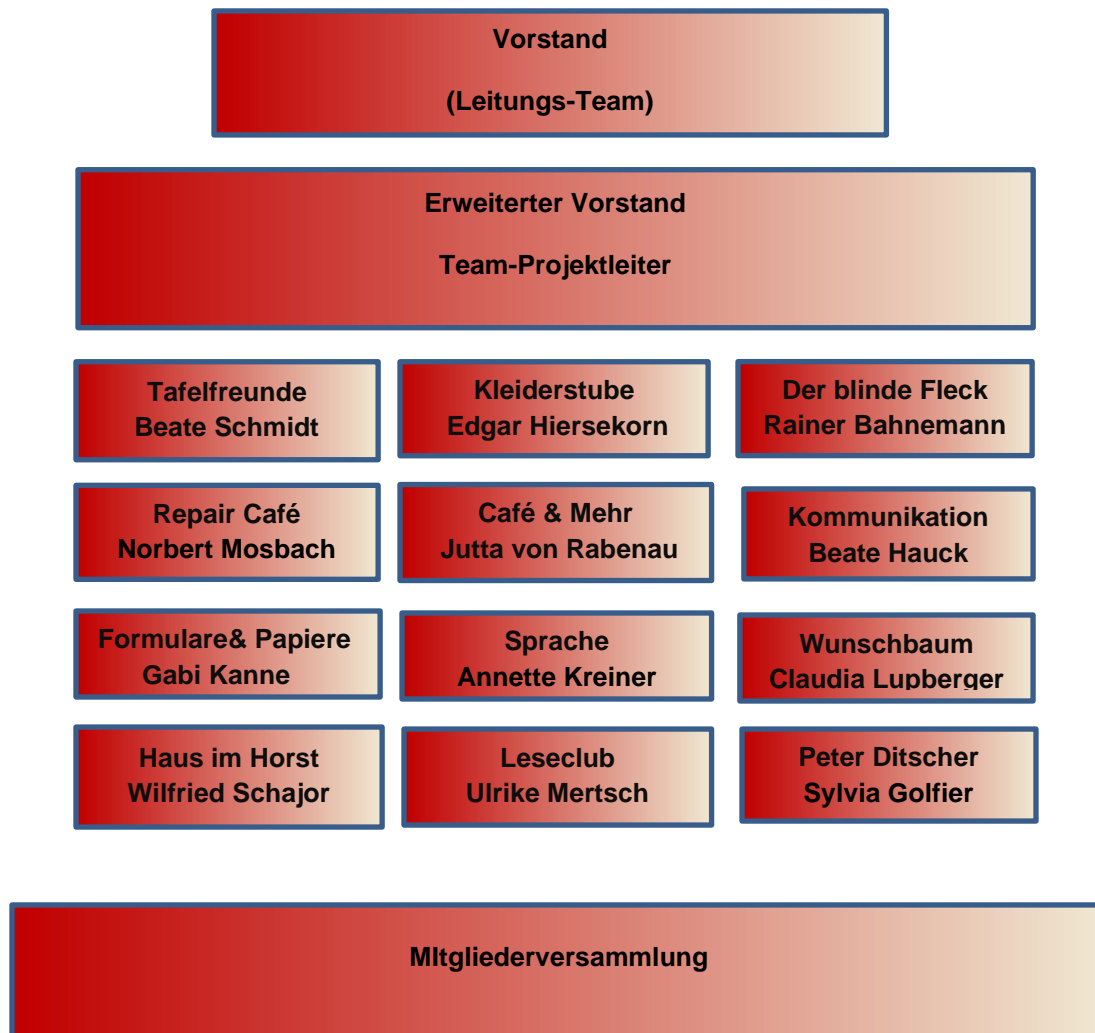 Vorstand
(Leitungs-Team)
Erweiterter Vorstand
Team-Projektleiter
Tafelfreunde
Beate Schmidt
Kleiderstube
Edgar Hiersekorn
Der blinde Fleck
Rainer Bahnemann
Repair Café
Norbert Mosbach
Café & Mehr
Jutta von Rabenau
Kommunikation
Beate Hauck
Formulare& Papiere
Gabi Kanne
Sprache
Annette Kreiner
Wunschbaum
Claudia Lupberger
Haus im Horst
Wilfried Schajor
Leseclub
Ulrike Mertsch
Peter Ditscher
Sylvia Golfier
MItgliederversammlung